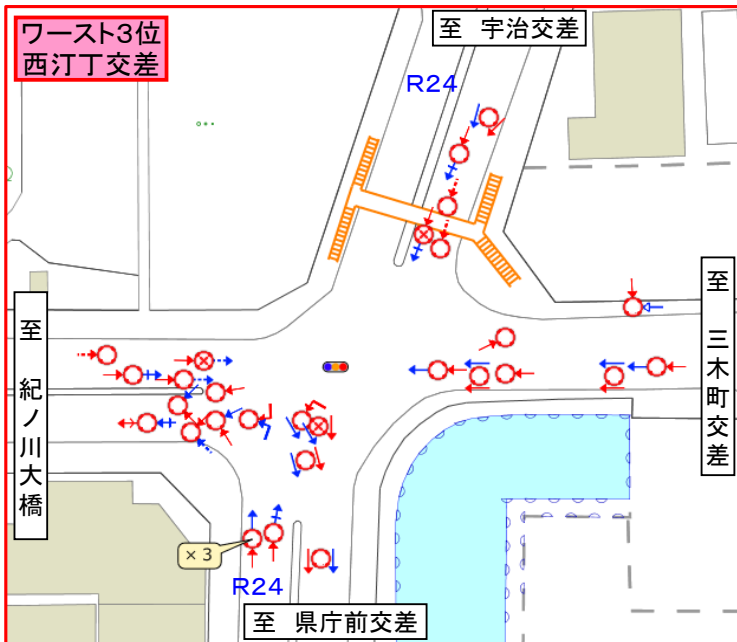 ワースト3位
西汀丁交差
至 宇治交差
R24
至 紀ノ川大橋
至 三木町交差
×3
R24
至 県庁前交差